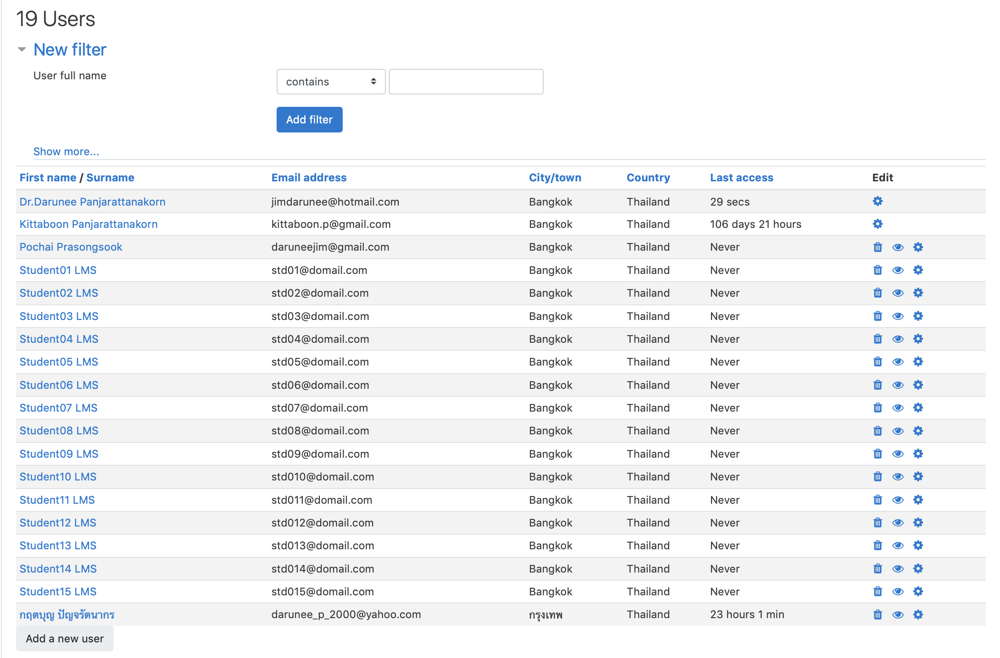 19 Users
New filter
User full name contains
Add filter
Show more...
First name / Surname Email address City/town Country Last access Edit
Dr.Darunee Panjarattanakorn jimdarunee@hotmail.com Bangkok Thailand 29 secs
Kittaboon Panjarattanakorn kittaboon.p@gmail.com Bangkok Thailand 106 days 21 hours
Pochai Prasongsook daruneejim@gmail.com Bangkok Thailand Never
Student01 LMS std01@domail.com Bangkok Thailand Never
Student02 LMS std02@domail.com Bangkok Thailand Never
Student03 LMS std03@domail.com Bangkok Thailand Never
Student04 LMS std04@domail.com Bangkok Thailand Never
Student05 LMS std05@domail.com Bangkok Thailand Never
Student06 LMS std06@domail.com Bangkok Thailand Never
Student07 LMS std07@domail.com Bangkok Thailand Never
Student08 LMS std08@domail.com Bangkok Thailand Never
Student09 LMS std09@domail.com Bangkok Thailand Never
Student10 LMS std010@domail.com Bangkok Thailand Never
Student11 LMS std011@domail.com Bangkok Thailand Never
Student12 LMS std012@domail.com Bangkok Thailand Never
Student13 LMS std013@domail.com Bangkok Thailand Never
Student14 LMS std014@domail.com Bangkok Thailand Never
Student15 LMS std015@domail.com Bangkok Thailand Never
กฤตบุญ ปัญจรัตนากร darunee_p_2000@yahoo.com กรุงเทพ Thailand 23 hours 1 min
Add a new user